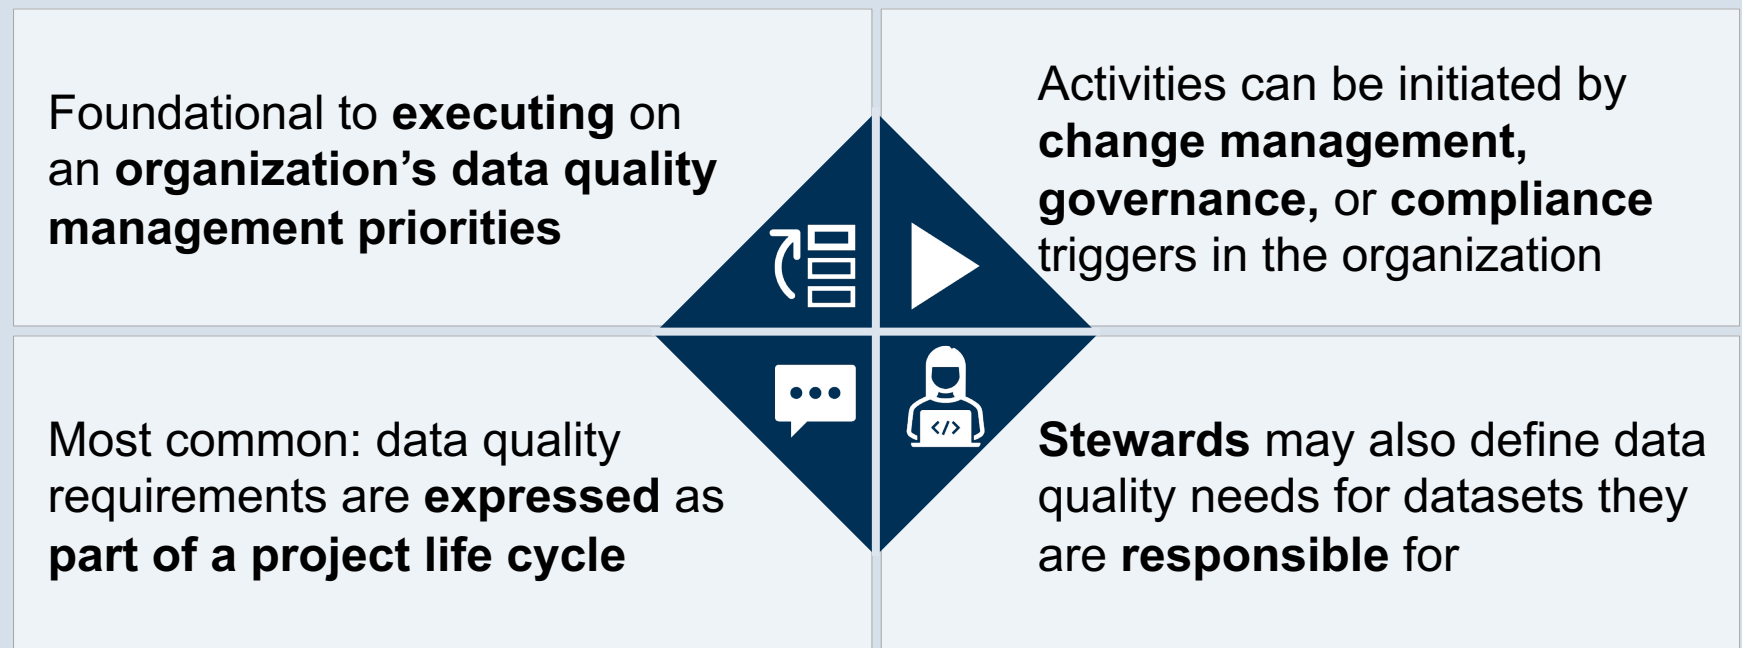 Foundational to executing on
an organization’s data quality
management priorities
Activities can be initiated by
change management,
governance, or compliance
triggers in the organization
Most common: data quality
requirements are expressed as
part of a project life cycle
</>
Stewards may also define data
quality needs for datasets they
are responsible for